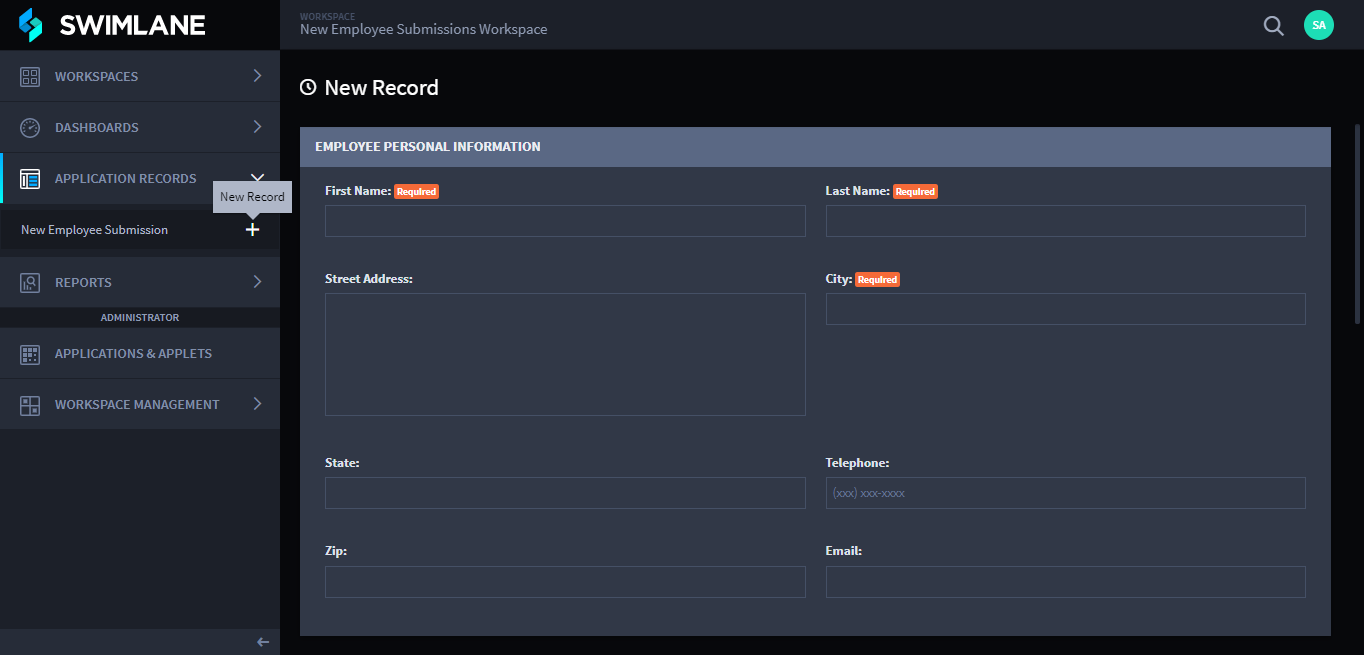 SWIMLANE
WORKSPACE
New Employee Submissions Workspace
SA
WORKSPACES
DASHBOARDS
APPLICATION RECORDS
New Record
New Employee Submission
REPORTS
ADMINISTRATOR
APPLICATIONS & APPLETS
WORKSPACE MANAGEMENT
New Record
EMPLOYEE PERSONAL INFORMATION
First Name: Required
Last Name: Required
Street Address:
City: Required
State:
Telephone:
(xxx) xxx-xxxx
Zip:
Email: